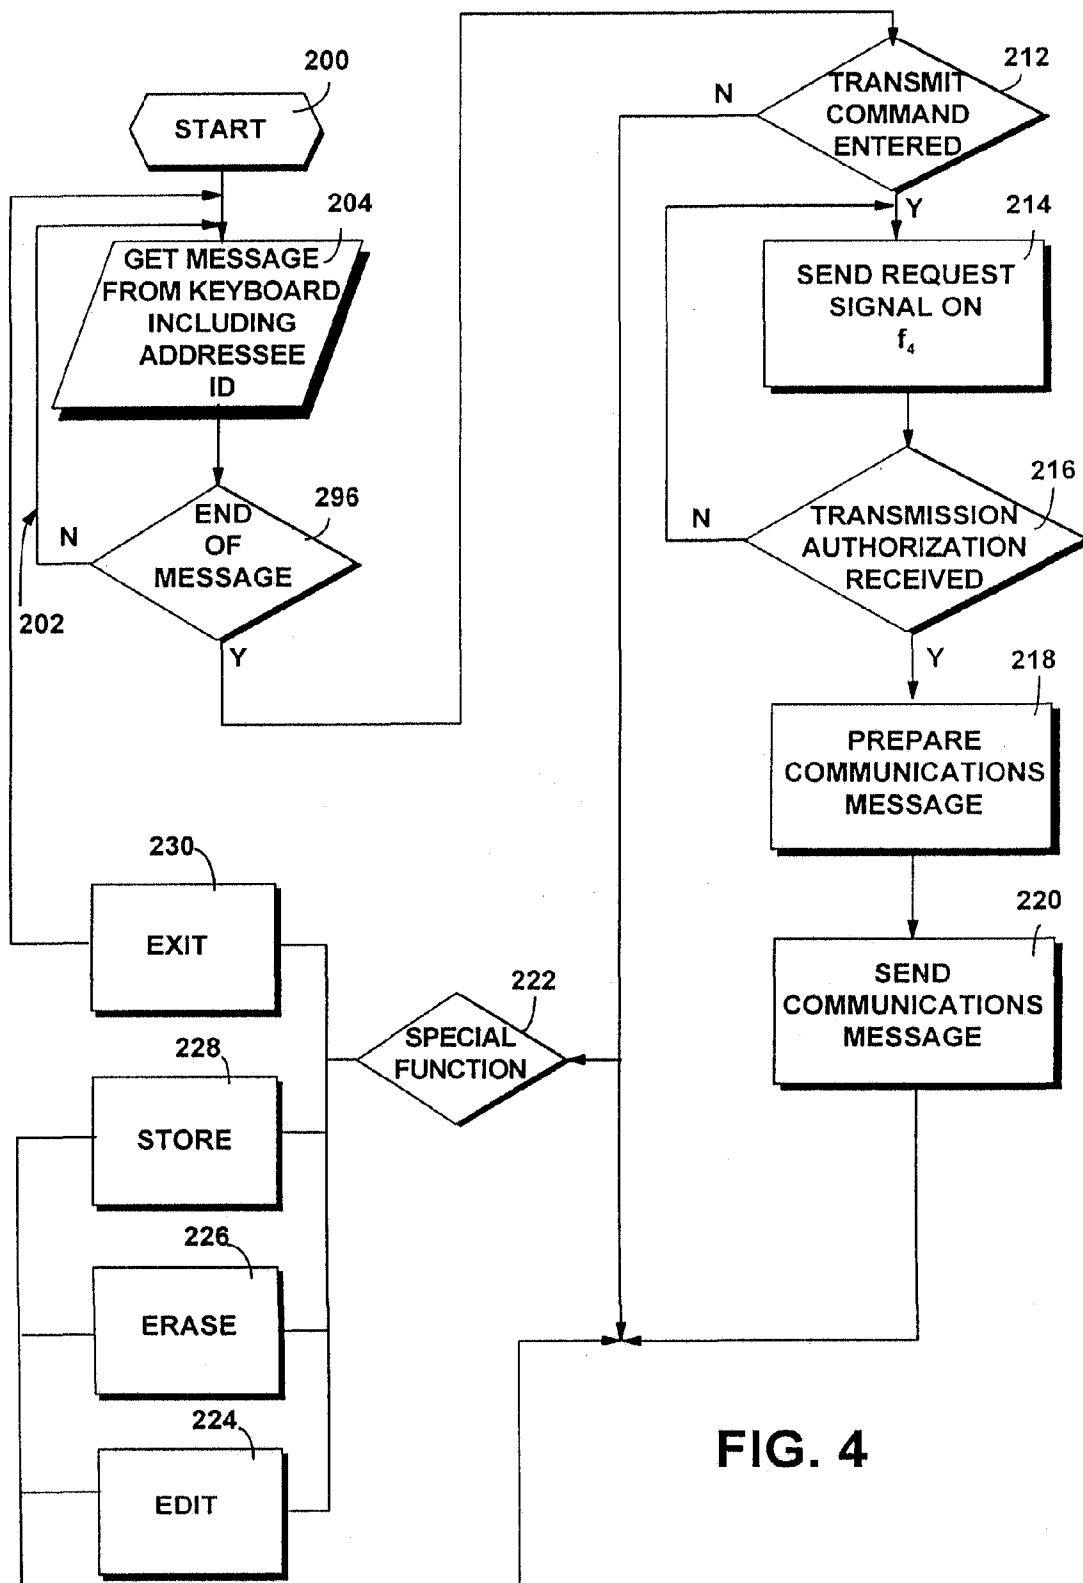 200
START
204
GET MESSAGE
FROM KEYBOARD
INCLUDING
ADDRESSEE
ID
296
END
OF
MESSAGE
N
202
Y
212
TRANSMIT
COMMAND
ENTERED
N
Y
214
SEND REQUEST
SIGNAL ON
f₄
216
TRANSMISSION
AUTHORIZATION
RECEIVED
N
Y
218
PREPARE
COMMUNICATIONS
MESSAGE
220
SEND
COMMUNICATIONS
MESSAGE
222
SPECIAL
FUNCTION
230
EXIT
228
STORE
226
ERASE
224
EDIT
FIG. 4